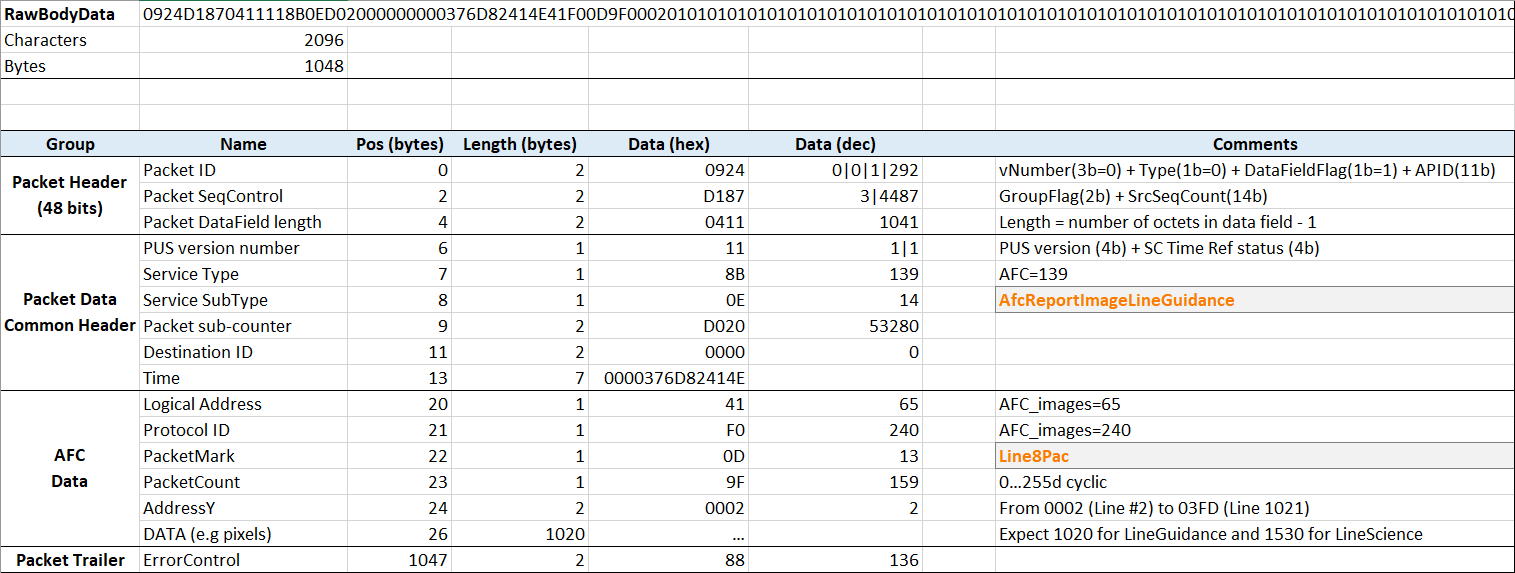 RawBodyData 0924D1870411118B0ED02000000000376D82414E41F00D9F0002010101010101010101010101010101010101010101010101010101010101010101010101010101010101010101010101010101010
Characters 2096
Bytes 1048
Group Name Pos (bytes) Length (bytes) Data (hex) Data (dec) Comments
Packet Header
(48 bits)
Packet ID 0 2 0924 0|0|1|292 vNumber(3b=0) + Type(1b=0) + DataFieldFlag(1b=1) + APID(11b)
Packet SeqControl 2 2 D187 3|4487 GroupFlag(2b) + SrcSeqCount(14b)
Packet DataField length 4 2 0411 1041 Length = number of octets in data field - 1
Packet Data
Common Header
PUS version number 6 1 11 1|1 PUS version (4b) + SC Time Ref status (4b)
Service Type 7 1 8B 139 AFC=139
Service SubType 8 1 0E 14 AfcReportImageLineGuidance
Packet sub-counter 9 2 D020 53280
Destination ID 11 2 0000 0
Time 13 7 0000376D82414E
AFC
Data
Logical Address 20 1 41 65 AFC_images=65
Protocol ID 21 1 F0 240 AFC_images=240
PacketMark 22 1 0D 13 Line8Pac
PacketCount 23 1 9F 159 0...255d cyclic
AddressY 24 2 0002 2 From 0002 (Line #2) to 03FD (Line 1021)
DATA (e.g pixels) 26 1020 ... Expect 1020 for LineGuidance and 1530 for LineScience
Packet Trailer ErrorControl 1047 2 88 136